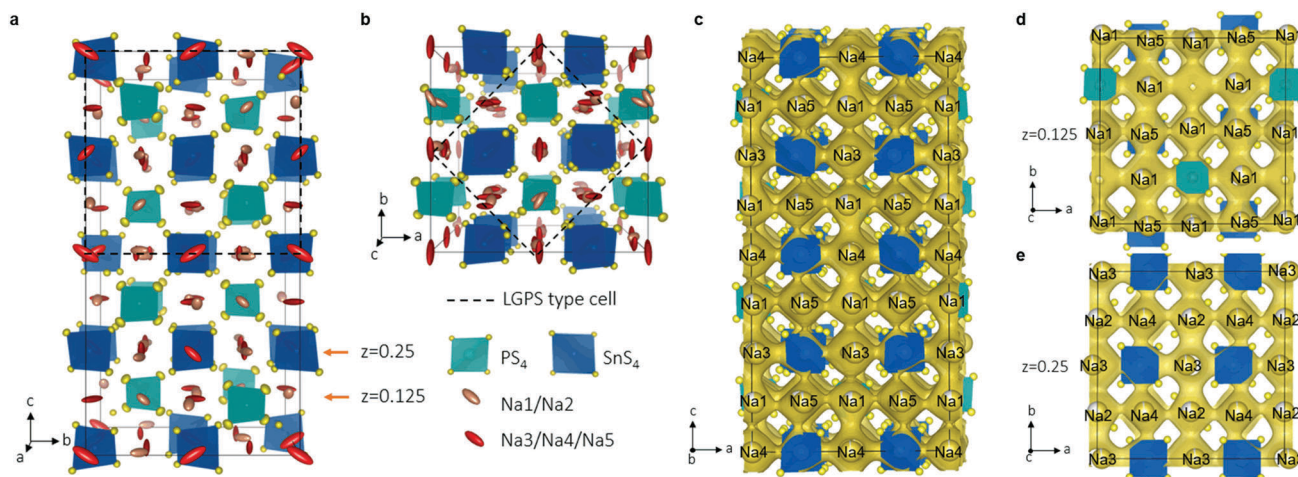 a
z=0.25
z=0.125
c
b
a
b
b
a
c
LGPS type cell
PS4
SnS4
Na1/Na2
Na3/Na4/Na5
c
Na4 Na4 Na4
Na1 Na5 Na1 Na5 Na1
Na3 Na3 Na3
Na1 Na5 Na1 Na5 Na1
Na4 Na4 Na4
Na1 Na5 Na1 Na5 Na1
Na3 Na3 Na3
Na1 Na5 Na1 Na5 Na1
Na4 Na4 Na4
c
b
a
d
Na1 Na5 Na1 Na5 Na1
Na1 Na1
z=0.125
Na1 Na5 Na1 Na5 Na1
Na1
Na1 Na5 Na1 Na5 Na1
b
c
a
e
Na3 Na3 Na3
Na2 Na4 Na2 Na4 Na2
z=0.25
Na3 Na3 Na3
Na2 Na4 Na2 Na4 Na2
Na3 Na3 Na3
b
c
a